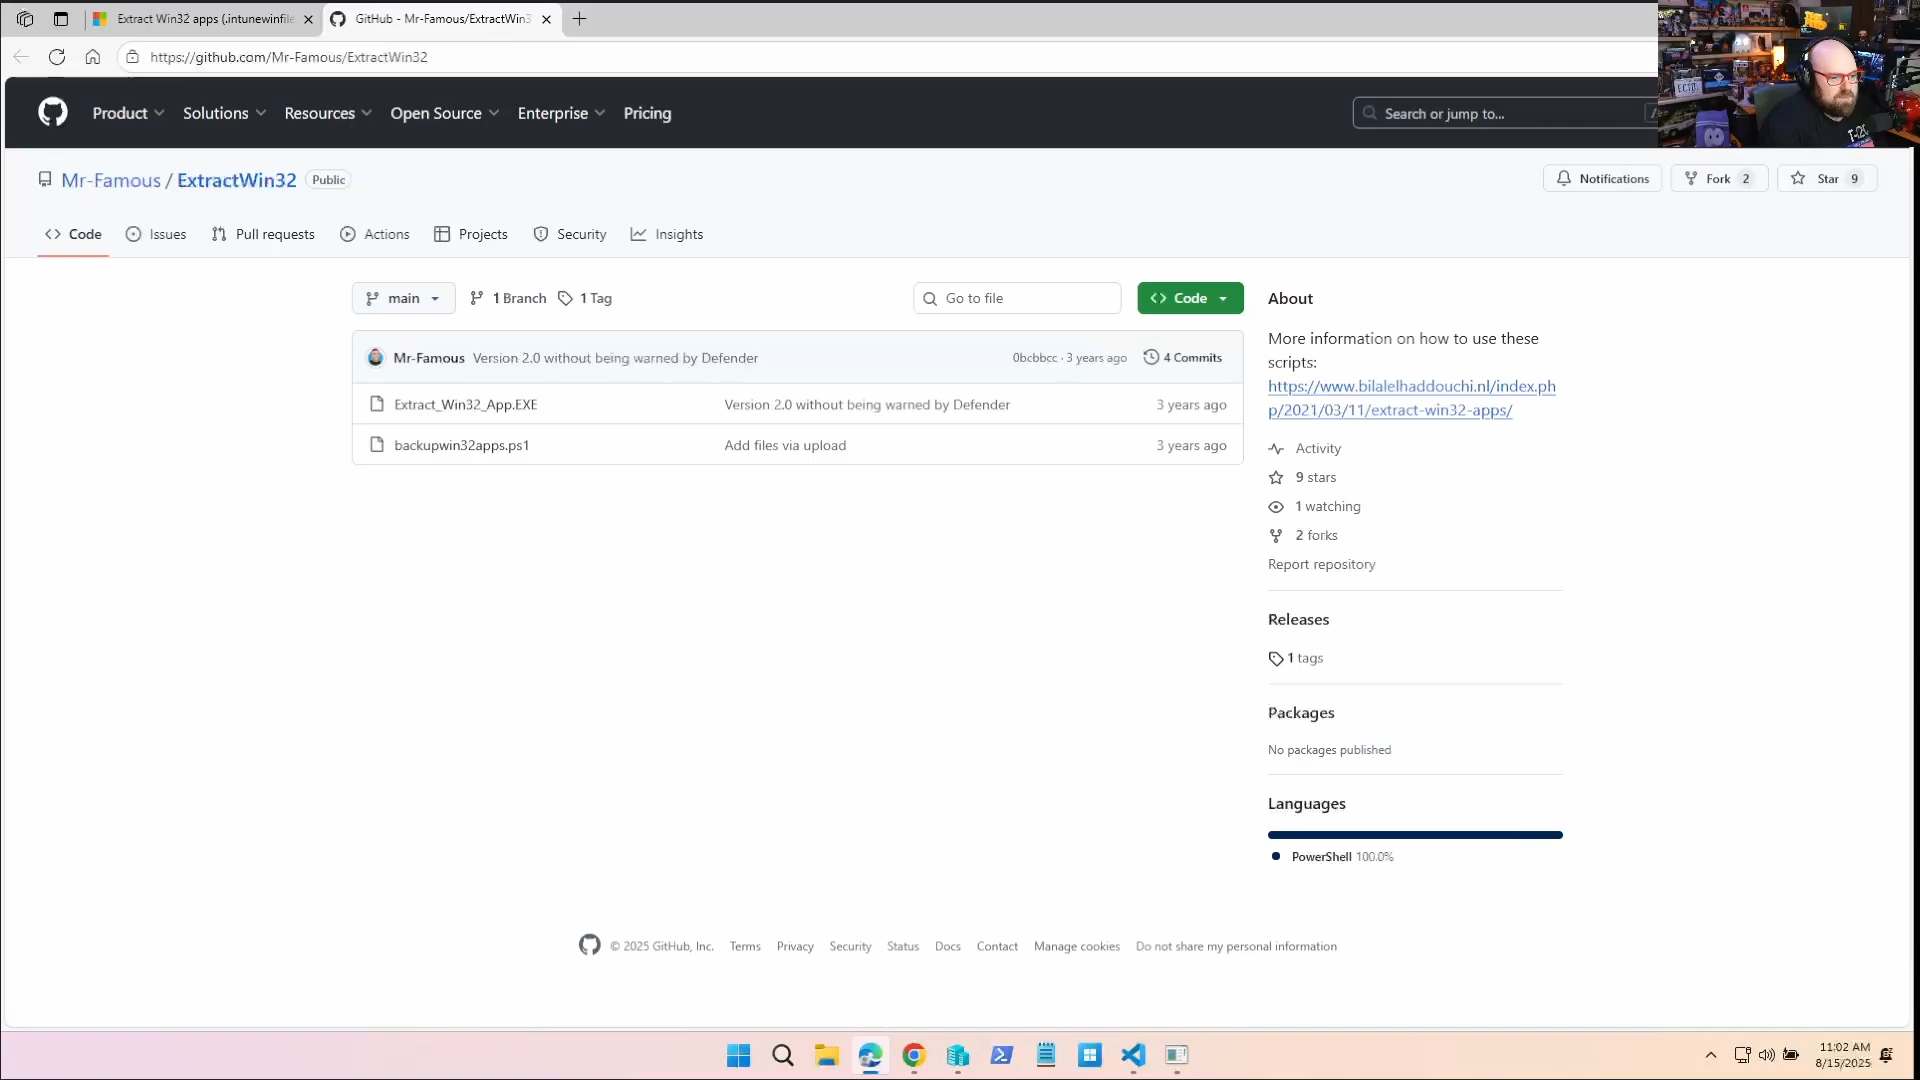 Extract Win32 apps (.intunewinfile
GitHub - Mr-Famous/ExtractWin3
https://github.com/Mr-Famous/ExtractWin32
Product
Solutions
Resources
Open Source
Enterprise
Pricing
Search or jump to...
Mr-Famous / ExtractWin32
Public
Notifications
Fork 2
Star 9
Code
Issues
Pull requests
Actions
Projects
Security
Insights
main
1 Branch
1 Tag
Go to file
Code
Mr-Famous Version 2.0 without being warned by Defender
0bcbbcc · 3 years ago
4 Commits
Extract_Win32_App.EXE
Version 2.0 without being warned by Defender
3 years ago
backupwin32apps.ps1
Add files via upload
3 years ago
About
More information on how to use these
scripts:
https://www.bilalelhaddouchi.nl/index.ph
p/2021/03/11/extract-win32-apps/
Activity
9 stars
1 watching
2 forks
Report repository
Releases
1 tags
Packages
No packages published
Languages
PowerShell 100.0%
© 2025 GitHub, Inc.
Terms
Privacy
Security
Status
Docs
Contact
Manage cookies
Do not share my personal information
11:02 AM
8/15/2025